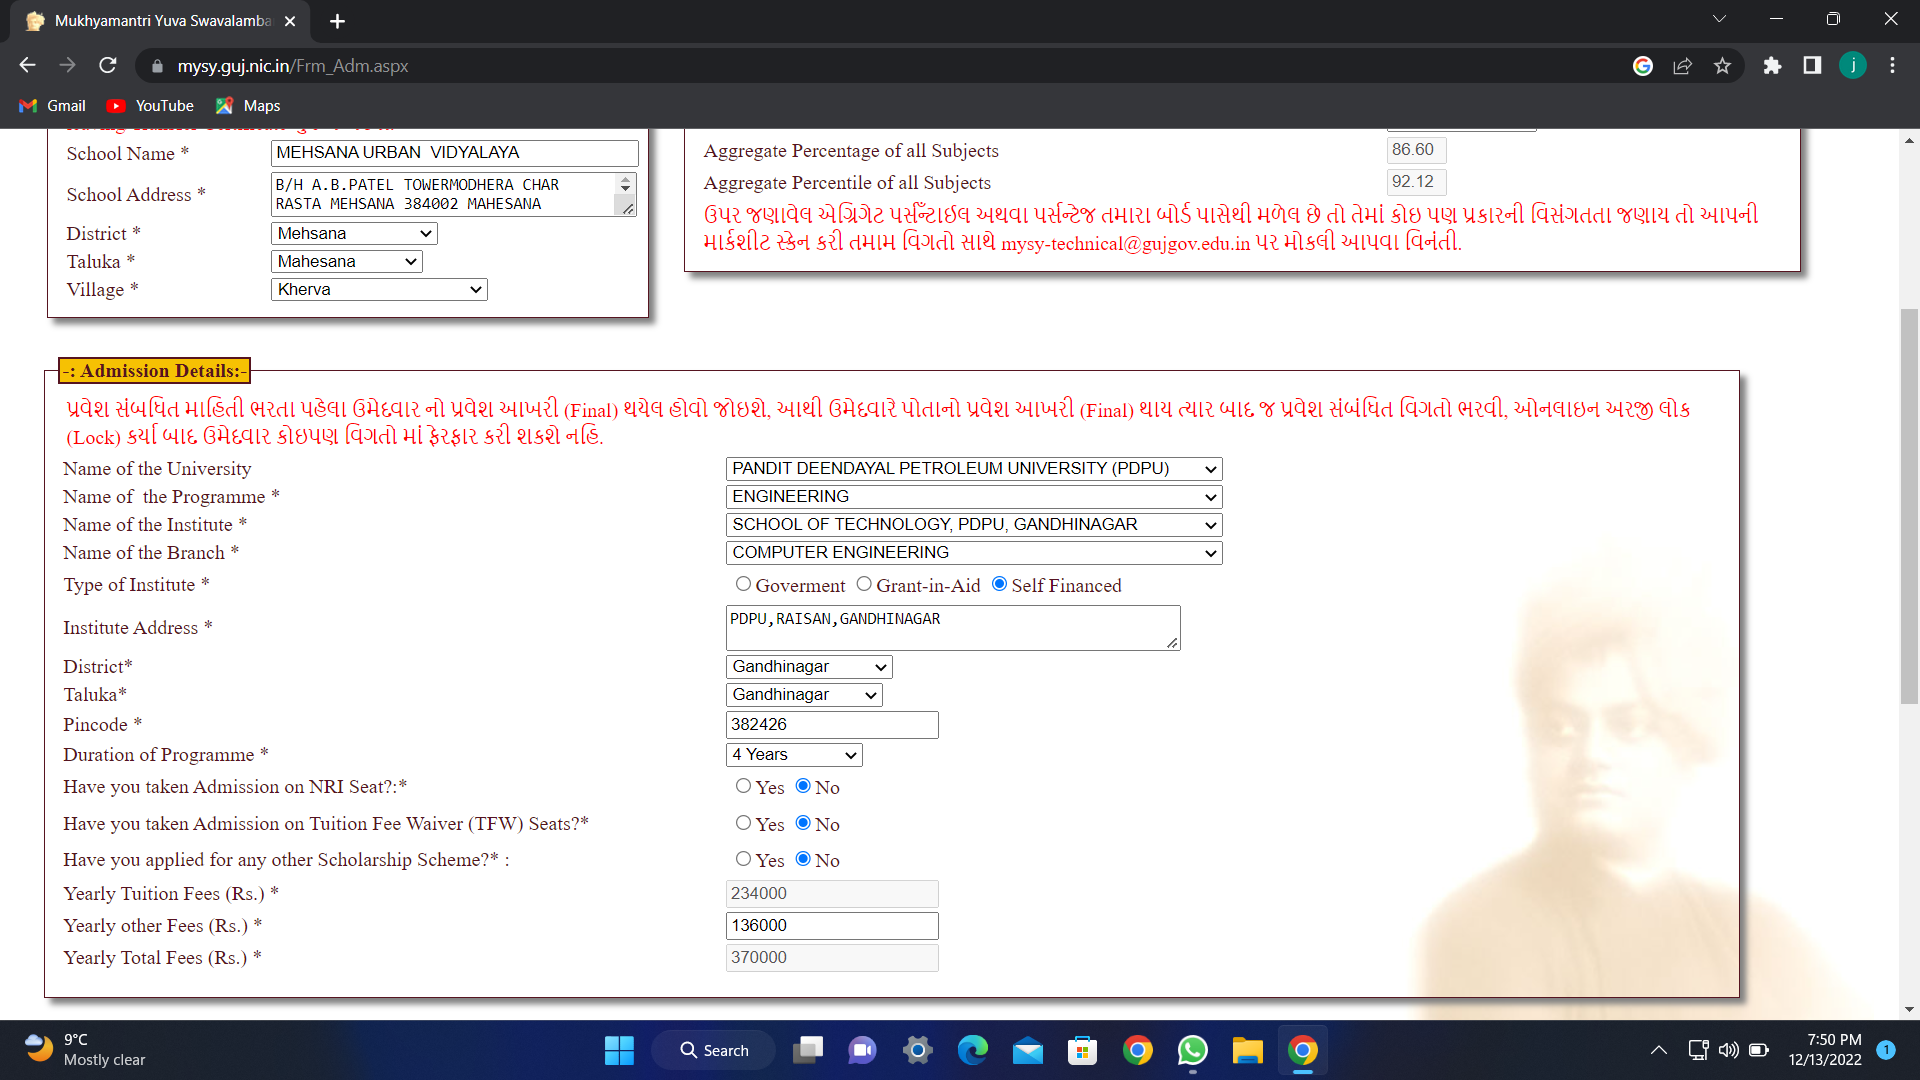 Mukhyamantri Yuva Swavalamba
mysy.guj.nic.in/Frm_Adm.aspx
j
Gmail
YouTube
Maps
School Name *
MEHSANA URBAN  VIDYALAYA
School Address *
B/H A.B.PATEL TOWERMODHERA CHAR
RASTA MEHSANA 384002 MAHESANA
District *
Mehsana
Taluka *
Mahesana
Village *
Kherva
Aggregate Percentage of all Subjects
86.60
Aggregate Percentile of all Subjects
92.12
ઉપર જણાવેલ એગ્રિગેટ પર્સેન્ટાઈલ અથવા પર્સન્ટેજ તમારા બોર્ડ પાસેથી મળેલ છે તો તેમાં કોઇ પણ પ્રકારની વિસંગતતા જણાય તો આપની
માર્કશીટ સ્કેન કરી તમામ વિગતો સાથે mysy-technical@gujgov.edu.in પર મોકલી આપવા વિનંતી.
-: Admission Details:-
પ્રવેશ સંબધિત માહિતી ભરતા પહેલા ઉમેદવાર નો પ્રવેશ આખરી (Final) થયેલ હોવો જોઇશે, આથી ઉમેદવારે પોતાનો પ્રવેશ આખરી (Final) થાય ત્યાર બાદ જ પ્રવેશ સંબંધિત વિગતો ભરવી, ઓનલાઇન અરજી લોક
(Lock) કર્યા બાદ ઉમેદવાર કોઇપણ વિગતો માં ફેરફાર કરી શકશે નહિ.
Name of the University
PANDIT DEENDAYAL PETROLEUM UNIVERSITY (PDPU)
Name of  the Programme *
ENGINEERING
Name of the Institute *
SCHOOL OF TECHNOLOGY, PDPU, GANDHINAGAR
Name of the Branch *
COMPUTER ENGINEERING
Type of Institute *
Goverment Grant-in-Aid Self Financed
Institute Address *
PDPU,RAISAN,GANDHINAGAR
District*
Gandhinagar
Taluka*
Gandhinagar
Pincode *
382426
Duration of Programme *
4 Years
Have you taken Admission on NRI Seat?:*
Yes No
Have you taken Admission on Tuition Fee Waiver (TFW) Seats?*
Yes No
Have you applied for any other Scholarship Scheme?* :
Yes No
Yearly Tuition Fees (Rs.) *
234000
Yearly other Fees (Rs.) *
136000
Yearly Total Fees (Rs.) *
370000
9°C
Mostly clear
Search
7:50 PM
12/13/2022
1